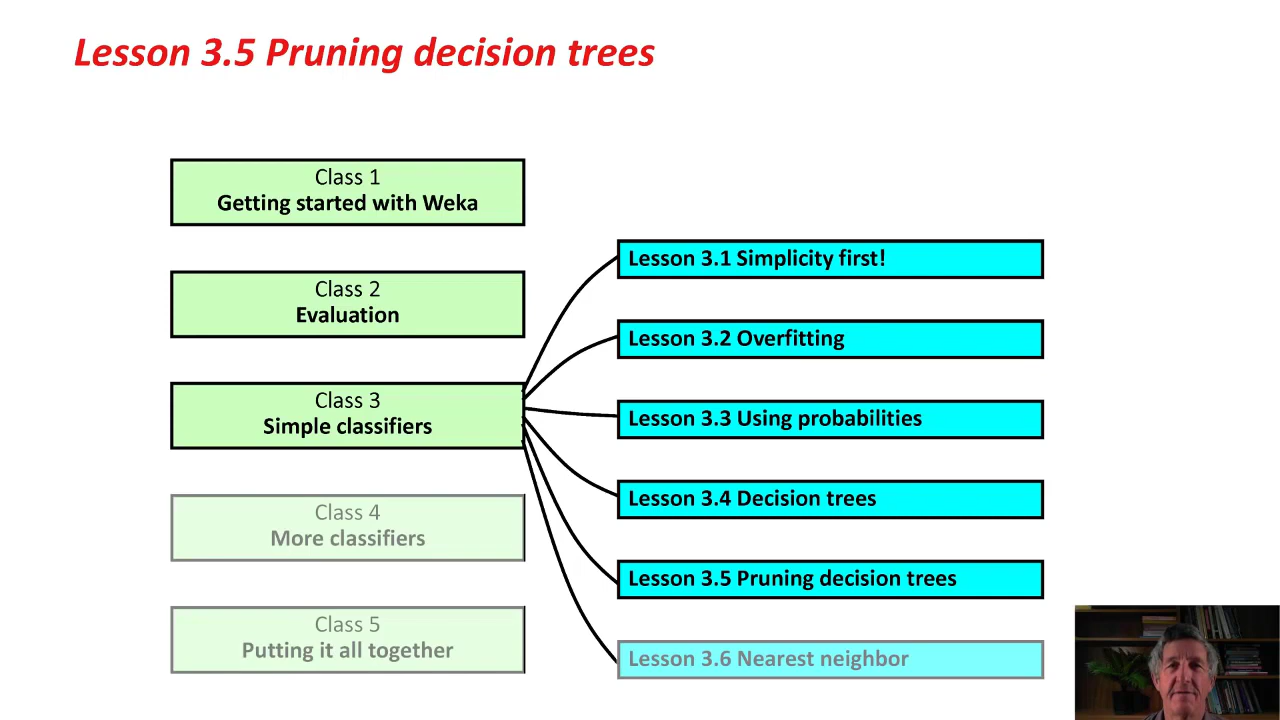 Lesson 3.5 Pruning decision trees
Class 1
Getting started with Weka
Class 2
Evaluation
Class 3
Simple classifiers
Class 4
More classifiers
Class 5
Putting it all together
Lesson 3.1 Simplicity first!
Lesson 3.2 Overfitting
Lesson 3.3 Using probabilities
Lesson 3.4 Decision trees
Lesson 3.5 Pruning decision trees
Lesson 3.6 Nearest neighbor